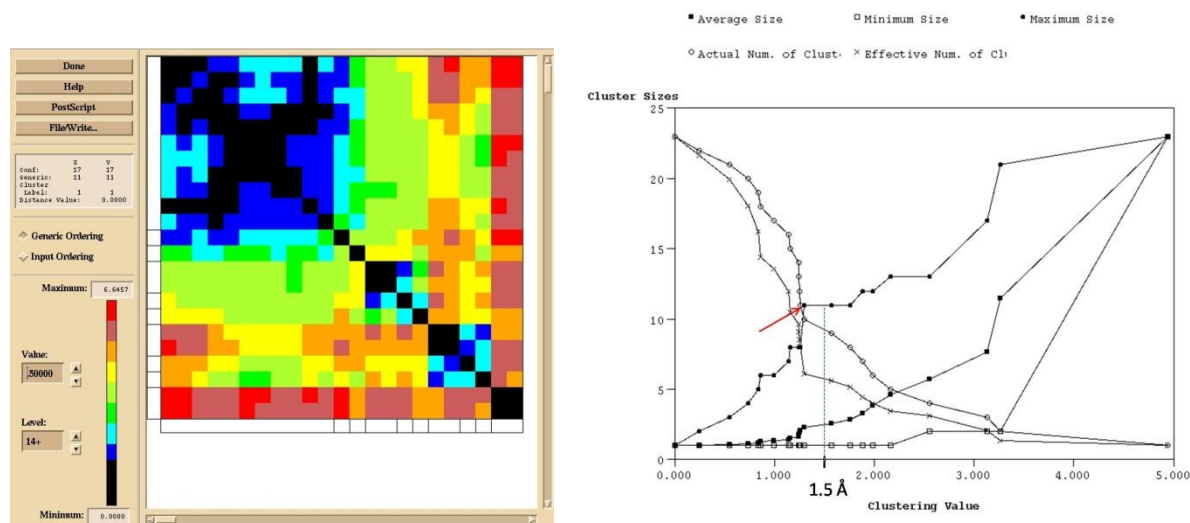 Done
Help
PostScript
File/Write...
X Y
Conf: 17 17
Generic: 11 11
Cluster
Label: 1 1
Distance Value: 0.0000
Generic Ordering
Input Ordering
Maximum: 6.6457
Value:
.50000
Level:
14+
Minimum: 0.0000
Average Size Minimum Size Maximum Size
Actual Num. of Clust. Effective Num. of Cl
Cluster Sizes
25
20
15
10
5
0
0.000 1.000 2.000 3.000 4.000 5.000
1.5 Å
Clustering Value